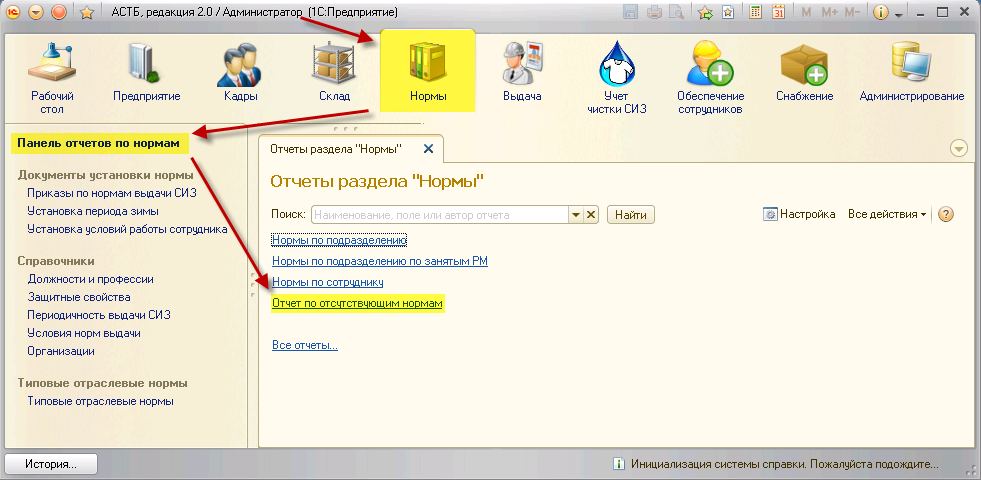 АСТБ, редакция 2.0 / Администратор (1С:Предприятие)
M M+ M-
Рабочий стол
Предприятие
Кадры
Склад
Нормы
Выдача
Учет чистки СИЗ
Обеспечение сотрудников
Снабжение
Администрирование
Панель отчетов по нормам
Документы установки нормы
Приказы по нормам выдачи СИЗ
Установка периода зимы
Установка условий работы сотрудника
Справочники
Должности и профессии
Защитные свойства
Периодичность выдачи СИЗ
Условия норм выдачи
Организации
Типовые отраслевые нормы
Типовые отраслевые нормы
Отчеты раздела "Нормы"
Отчеты раздела "Нормы"
Поиск: Наименование, поле или автор отчета Найти Настройка Все действия
Нормы по подразделению
Нормы по подразделению по занятым РМ
Нормы по сотруднику
Отчет по отсутствующим нормам
Все отчеты...
История...
Инициализация системы справки. Пожалуйста подождите...